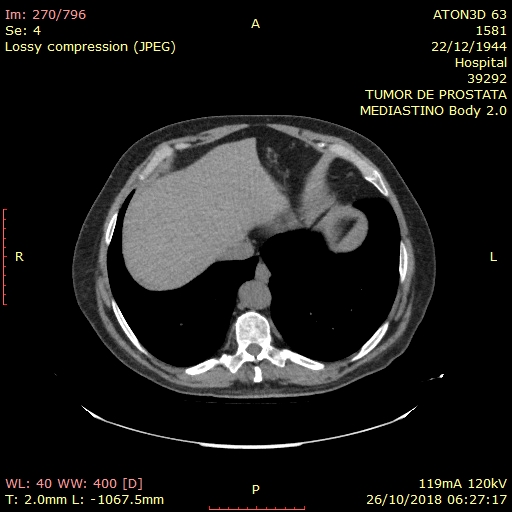 Im: 270/796
Se: 4
Lossy compression (JPEG)
A
ATON3D 63
1581
22/12/1944
Hospital
39292
TUMOR DE PROSTATA
MEDIASTINO Body 2.0
R
L
WL: 40 WW: 400 [D]
T: 2.0mm L: -1067.5mm
P
119mA 120kV
26/10/2018 06:27:17